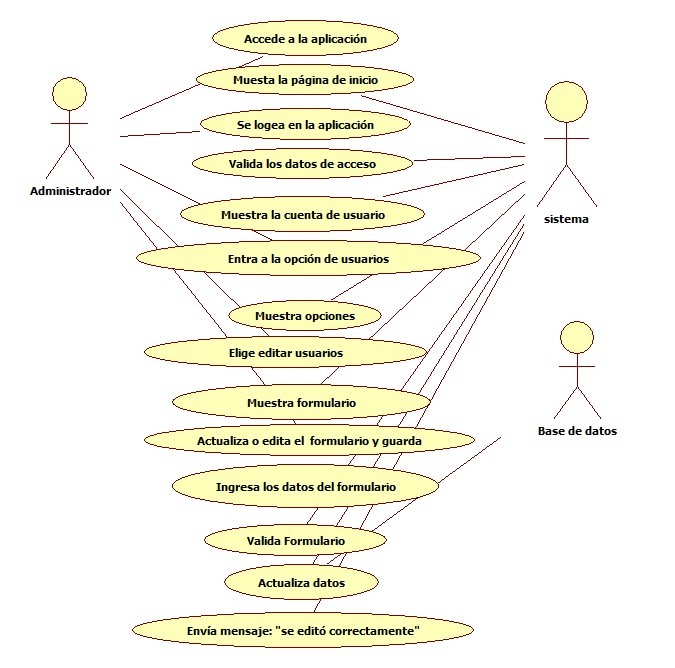 Accede a la aplicación
Muesta la página de inicio
Se logea en la aplicación
Valida los datos de acceso
Administrador
Muestra la cuenta de usuario
sistema
Entra a la opción de usuarios
Muestra opciones
Elige editar usuarios
Muestra formulario
Base de datos
Actualiza o edita el formulario y guarda
Ingresa los datos del formulario
Valida Formulario
Actualiza datos
Envía mensaje: "se editó correctamente"